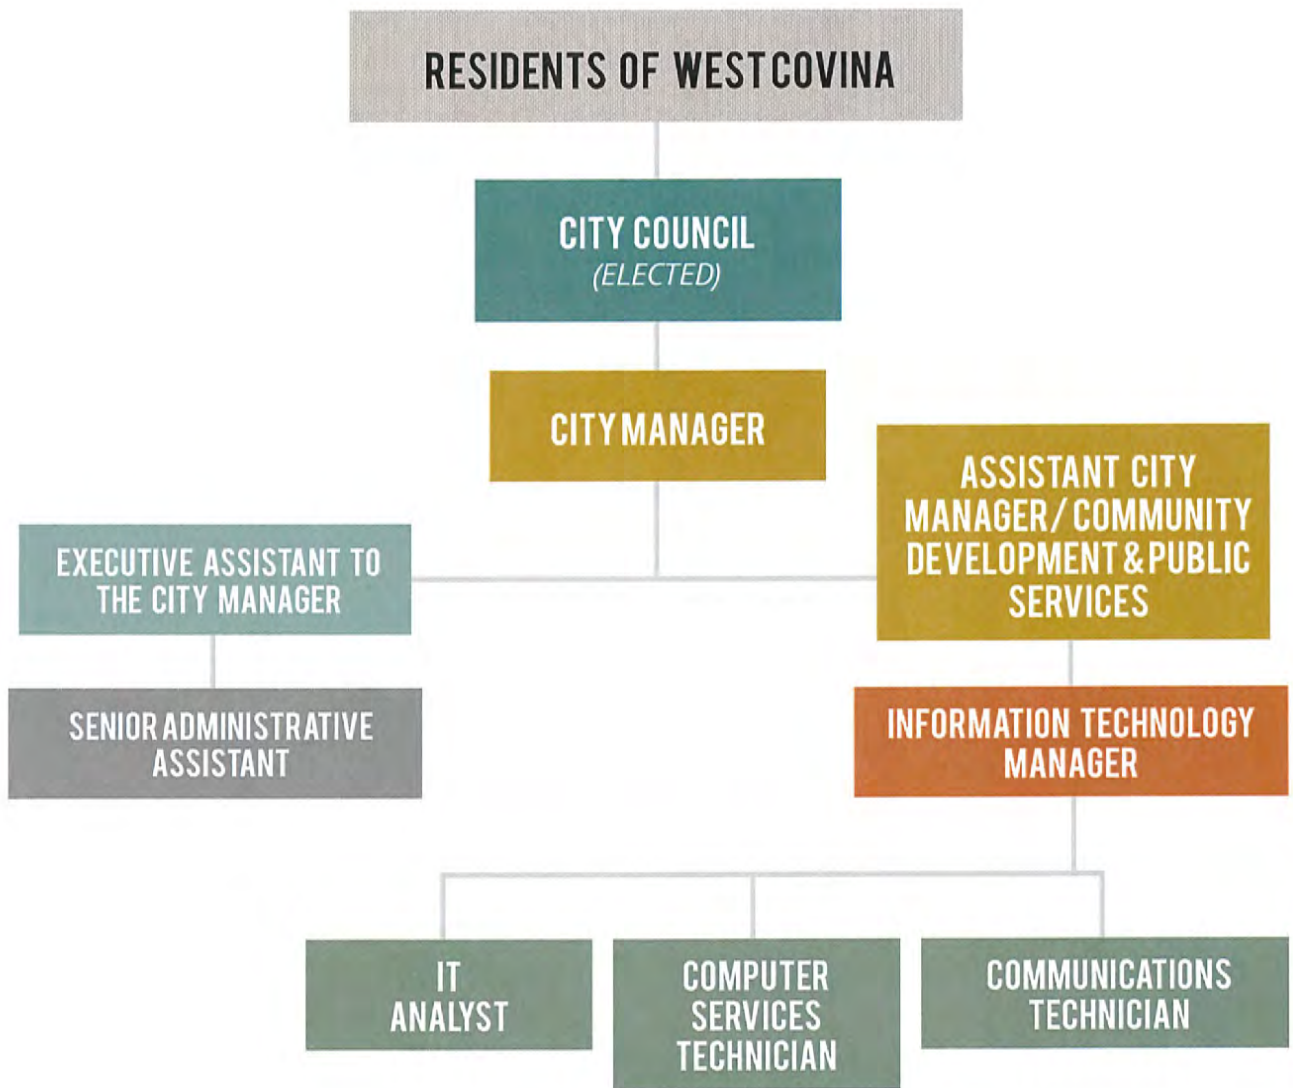 RESIDENTS OF WEST COVINA
CITY COUNCIL
(ELECTED)
CITY MANAGER
ASSISTANT CITY
MANAGER / COMMUNITY
DEVELOPMENT & PUBLIC
SERVICES
EXECUTIVE ASSISTANT TO
THE CITY MANAGER
SENIOR ADMINISTRATIVE
ASSISTANT
INFORMATION TECHNOLOGY
MANAGER
IT
ANALYST
COMPUTER
SERVICES
TECHNICIAN
COMMUNICATIONS
TECHNICIAN